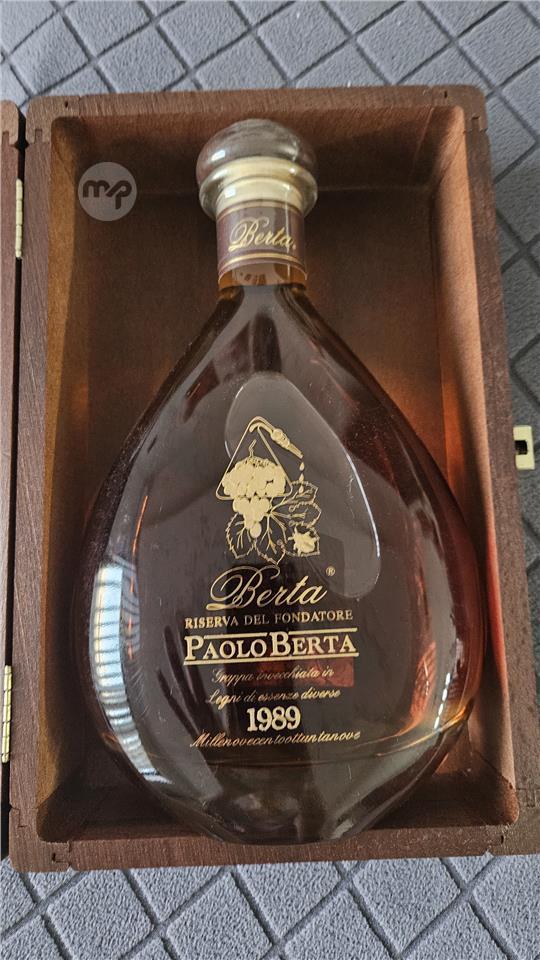 mp
Berta
Berta ®
RISERVA DEL FONDATORE
PAOLO BERTA
Grappa invecchiata in
Legni di essenze diverse
1989
Millenovecentoottantanove